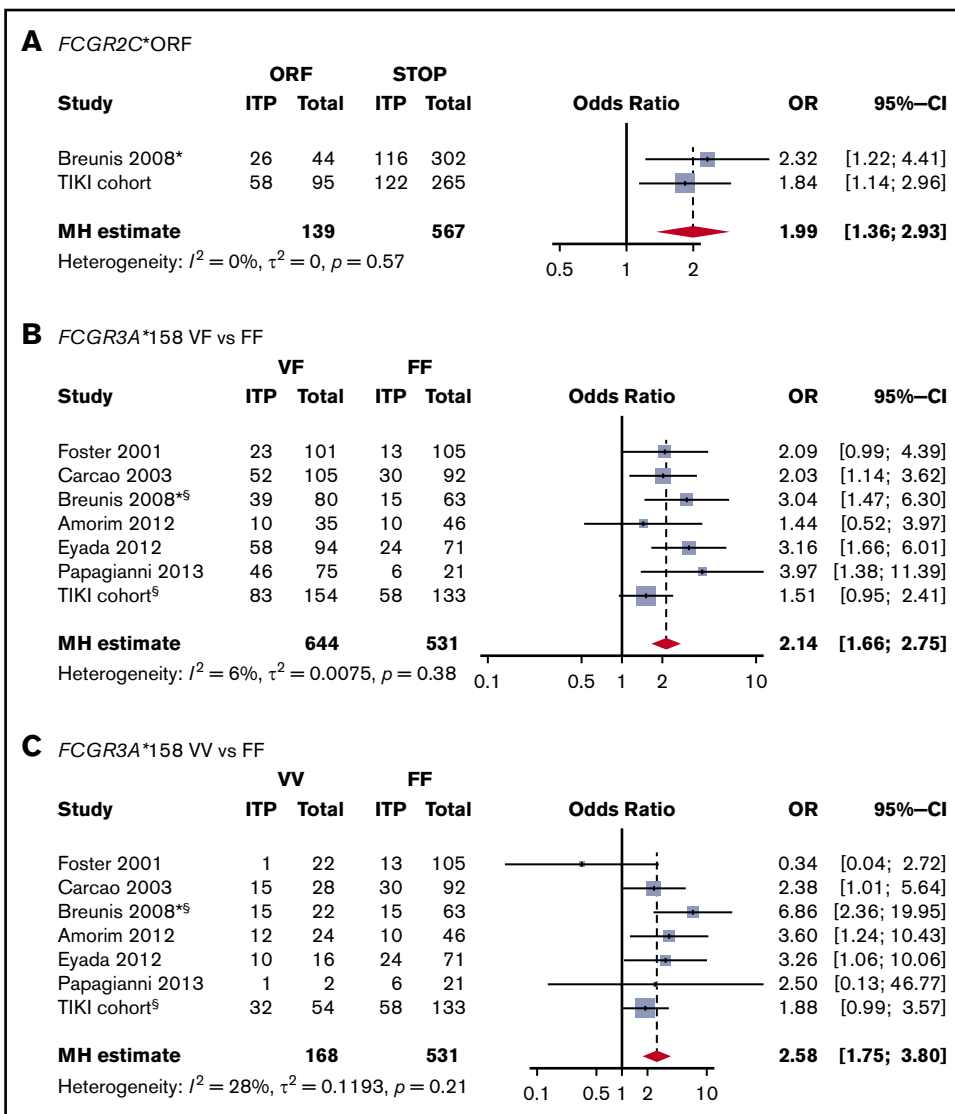 A FCGR2C*ORF
ORF STOP
Study ITP Total ITP Total Odds Ratio OR 95%–CI
Breunis 2008* 26 44 116 302 2.32 [1.22; 4.41]
TIKI cohort 58 95 122 265 1.84 [1.14; 2.96]
MH estimate 139 567 1.99 [1.36; 2.93]
Heterogeneity: I² = 0%, τ² = 0, p = 0.57
0.5 1 2
B FCGR3A*158 VF vs FF
VF FF
Study ITP Total ITP Total Odds Ratio OR 95%–CI
Foster 2001 23 101 13 105 2.09 [0.99; 4.39]
Carcao 2003 52 105 30 92 2.03 [1.14; 3.62]
Breunis 2008*§ 39 80 15 63 3.04 [1.47; 6.30]
Amorim 2012 10 35 10 46 1.44 [0.52; 3.97]
Eyada 2012 58 94 24 71 3.16 [1.66; 6.01]
Papagianni 2013 46 75 6 21 3.97 [1.38; 11.39]
TIKI cohort§ 83 154 58 133 1.51 [0.95; 2.41]
MH estimate 644 531 2.14 [1.66; 2.75]
Heterogeneity: I² = 6%, τ² = 0.0075, p = 0.38
0.1 0.5 1 2 10
C FCGR3A*158 VV vs FF
VV FF
Study ITP Total ITP Total Odds Ratio OR 95%–CI
Foster 2001 1 22 13 105 0.34 [0.04; 2.72]
Carcao 2003 15 28 30 92 2.38 [1.01; 5.64]
Breunis 2008*§ 15 22 15 63 6.86 [2.36; 19.95]
Amorim 2012 12 24 10 46 3.60 [1.24; 10.43]
Eyada 2012 10 16 24 71 3.26 [1.06; 10.06]
Papagianni 2013 1 2 6 21 2.50 [0.13; 46.77]
TIKI cohort§ 32 54 58 133 1.88 [0.99; 3.57]
MH estimate 168 531 2.58 [1.75; 3.80]
Heterogeneity: I² = 28%, τ² = 0.1193, p = 0.21
0.1 0.5 1 2 10